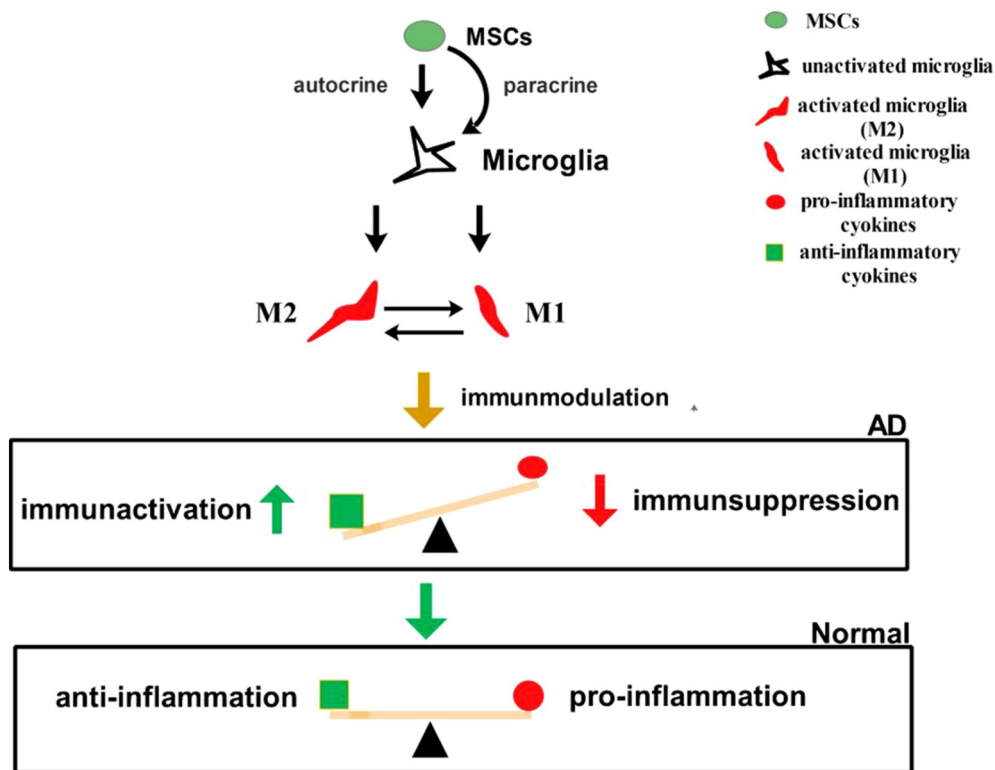 MSCs
autocrine
paracrine
Microglia
M2
M1
immunmodulation
AD
immunactivation
immunsuppression
Normal
anti-inflammation
pro-inflammation
MSCs
unactivated microglia
activated microglia
(M2)
activated microglia
(M1)
pro-inflammatory
cyokines
anti-inflammatory
cyokines